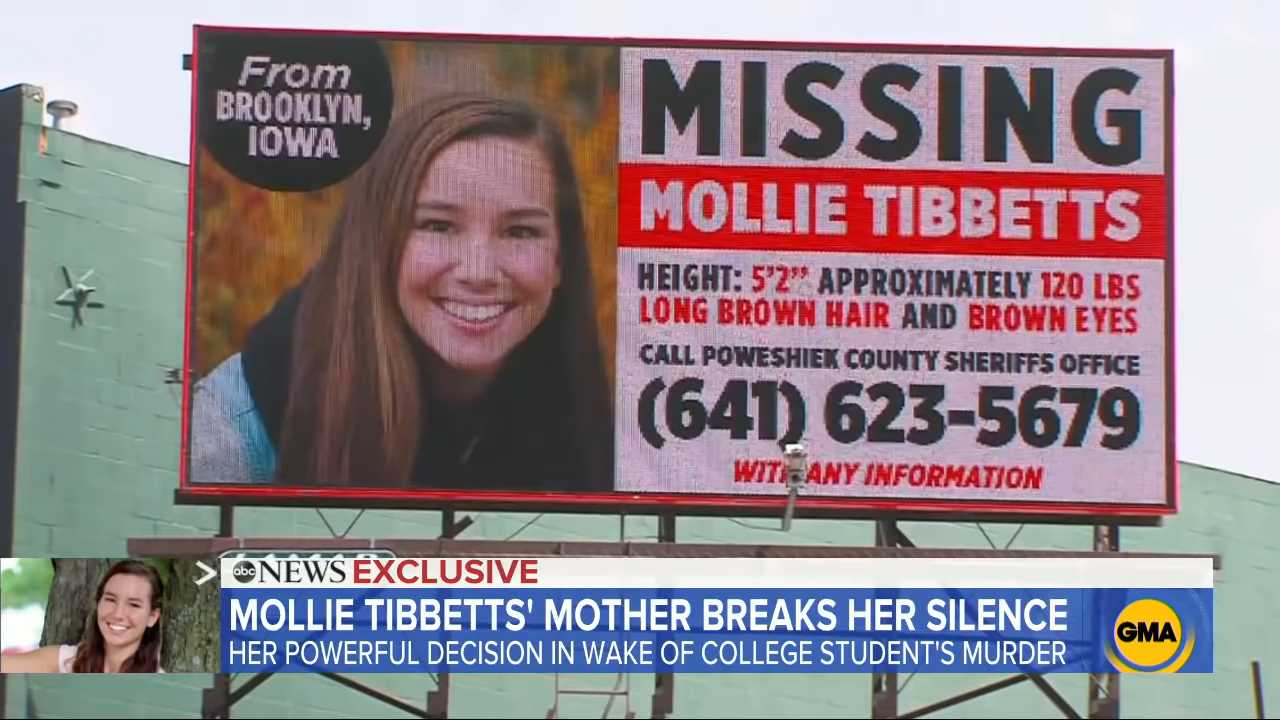 From
BROOKLYN,
IOWA
MISSING
MOLLIE TIBBETTS
HEIGHT: 5'2" APPROXIMATELY 120 LBS
LONG BROWN HAIR AND BROWN EYES
CALL POWESHIEK COUNTY SHERIFFS OFFICE
(641) 623-5679
WITH ANY INFORMATION
abc NEWS EXCLUSIVE
MOLLIE TIBBETTS' MOTHER BREAKS HER SILENCE
HER POWERFUL DECISION IN WAKE OF COLLEGE STUDENT'S MURDER
GMA